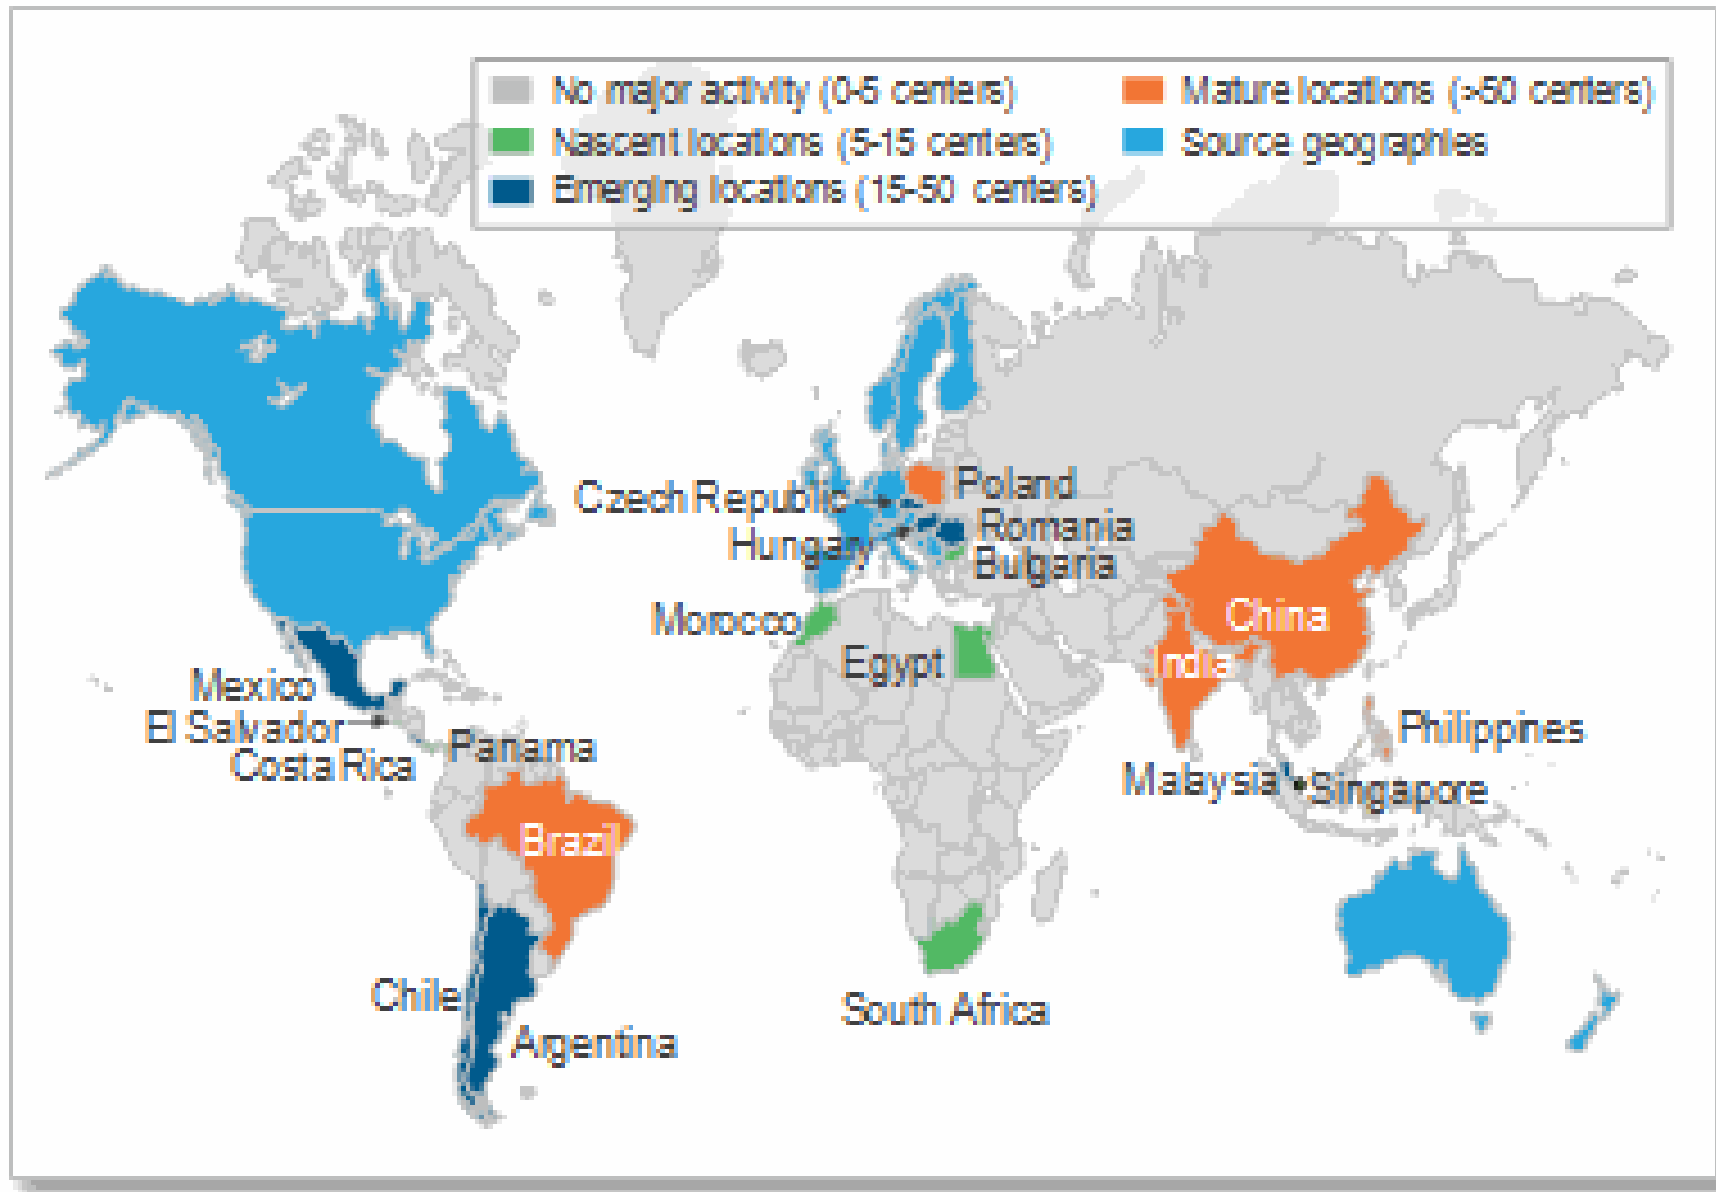 No major activity (0-5 centers)
Nascent locations (5-15 centers)
Emerging locations (15-50 centers)
Mature locations (>50 centers)
Source geographies
Czech Republic
Poland
Hungary
Romania
Bulgaria
Morocco
Egypt
China
India
Mexico
El Salvador
Costa Rica
Panama
Philippines
Malaysia
Singapore
Brazil
Chile
Argentina
South Africa